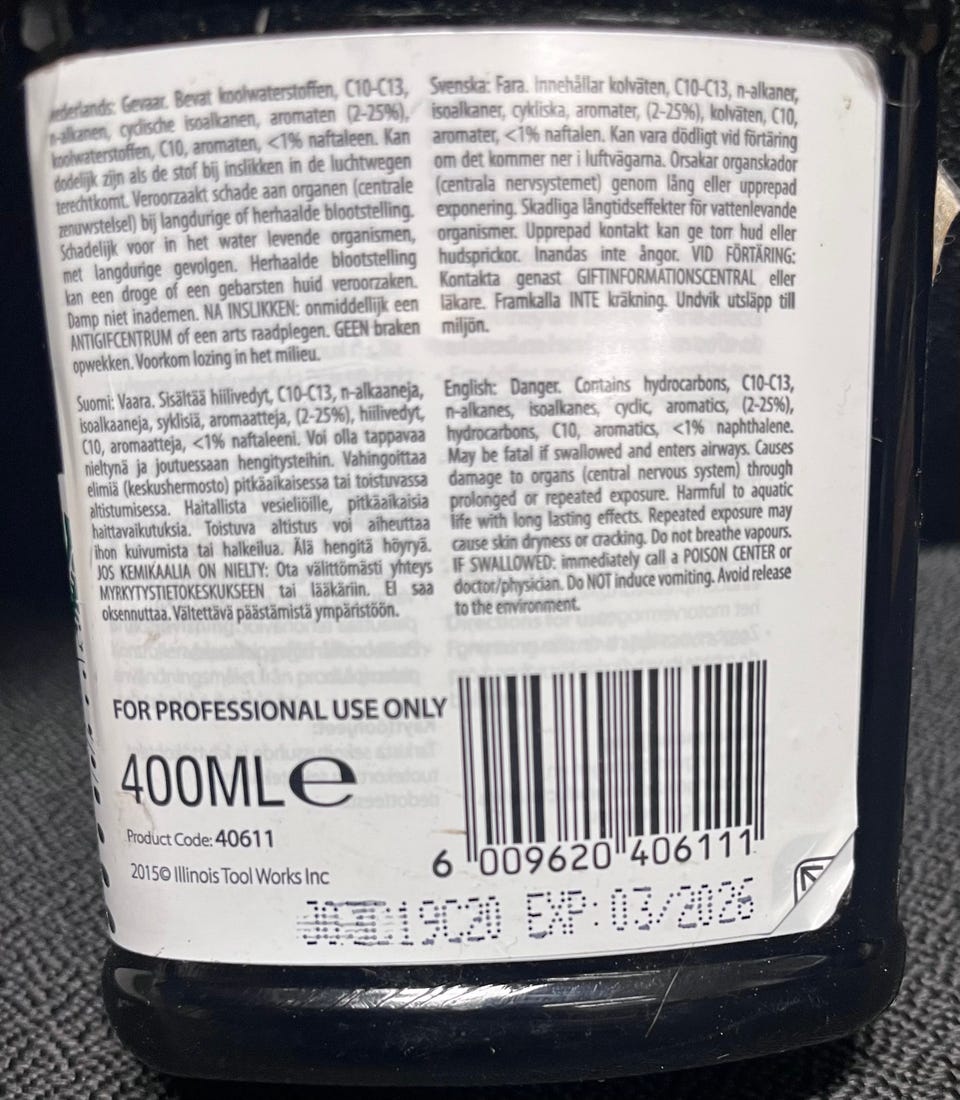 Gevaar. Bevat koolwaterstoffen, C10-C13,
n-alkanen, cyclische isoalkanen, aromaten (2-25%),
koolwaterstoffen, C10, aromaten, <1% naftaleen. Kan
dodelijk zijn als de stof bij inslikken in de luchtwegen
terechtkomt. Veroorzaakt schade aan organen (centrale
zenuwstelsel) bij langdurige of herhaalde blootstelling.
Schadelijk voor in het water levende organismen,
met langdurige gevolgen. Herhaalde blootstelling
kan een droge of een gebarsten huid veroorzaken.
Damp niet inademen. NA INSLIKKEN: onmiddellijk een
ANTIGIFCENTRUM of een arts raadplegen. GEEN braken
opwekken. Voorkom lozing in het milieu.
Svenska: Fara. Innehållar kolväten, C10-C13, n-alkaner,
isoalkaner, cykliska, aromater, (2-25%), kolväten, C10,
aromater, <1% naftalen. Kan vara dödligt vid förtäring
om det kommer ner i luftvägarna. Orsakar organskador
(centrala nervsystemet) genom lång eller upprepad
exponering. Skadliga långtidseffekter för vattenlevande
organismer. Upprepad kontakt kan ge torr hud eller
hudsprickor. Inandas inte ångor. VID FÖRTÄRING:
Kontakta genast GIFTINFORMATIONSCENTRAL eller
läkare. Framkalla INTE kräkning. Undvik utsläpp till
miljön.
Suomi: Vaara. Sisältää hiilivedyt, C10-C13, n-alkaaneja,
isoalkaaneja, syklisiä, aromaatteja, (2-25%), hiilivedyt,
C10, aromaatteja, <1% naftaleeni. Voi olla tappavaa
nieltynä ja joutuessaan hengitysteihin. Vahingoittaa
elimiä (keskushermosto) pitkäaikaisessa tai toistuvassa
altistumisessa. Haitallista vesieliöille, pitkäaikaisia
haittavaikutuksia. Toistuva altistus voi aiheuttaa
ihon kuivumista tai halkeilua. Älä hengitä höyryä.
JOS KEMIKAALIA ON NIELTY: Ota välittömästi yhteys
MYRKYTYSTIETOKESKUKSEEN tai lääkäriin. EI saa
oksennuttaa. Vältettävä päästämistä ympäristöön.
English: Danger. Contains hydrocarbons, C10-C13,
n-alkanes, isoalkanes, cyclic, aromatics, (2-25%),
hydrocarbons, C10, aromatics, <1% naphthalene.
May be fatal if swallowed and enters airways. Causes
damage to organs (central nervous system) through
prolonged or repeated exposure. Harmful to aquatic
life with long lasting effects. Repeated exposure may
cause skin dryness or cracking. Do not breathe vapours.
IF SWALLOWED: immediately call a POISON CENTER or
doctor/physician. Do NOT induce vomiting. Avoid release
to the environment.
FOR PROFESSIONAL USE ONLY
400ML e
Product Code: 40611
2015© Illinois Tool Works Inc
6 009620 406111
EXP: 03/2026